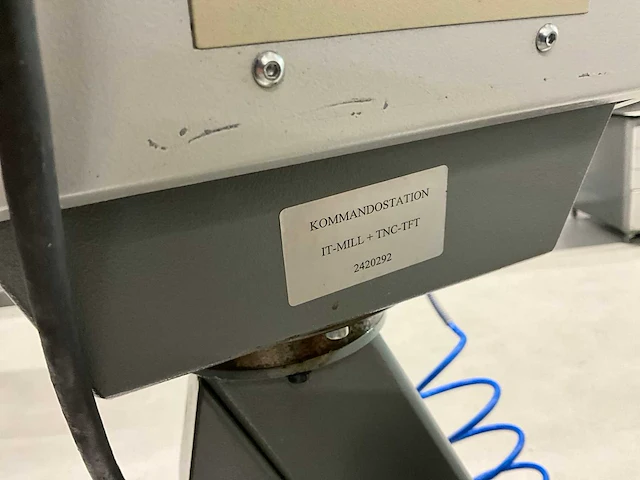 KOMMANDOSTATION
IT-MILL + TNC-TFT
2420292